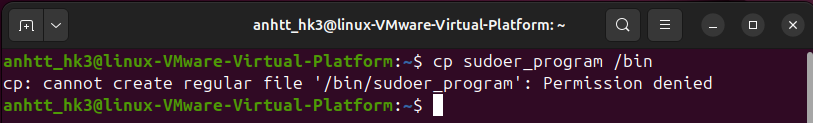 anhtt_hk3@linux-VMware-Virtual-Platform: ~
anhtt_hk3@linux-VMware-Virtual-Platform:~$ cp sudoer_program /bin
cp: cannot create regular file '/bin/sudoer_program': Permission denied
anhtt_hk3@linux-VMware-Virtual-Platform:~$